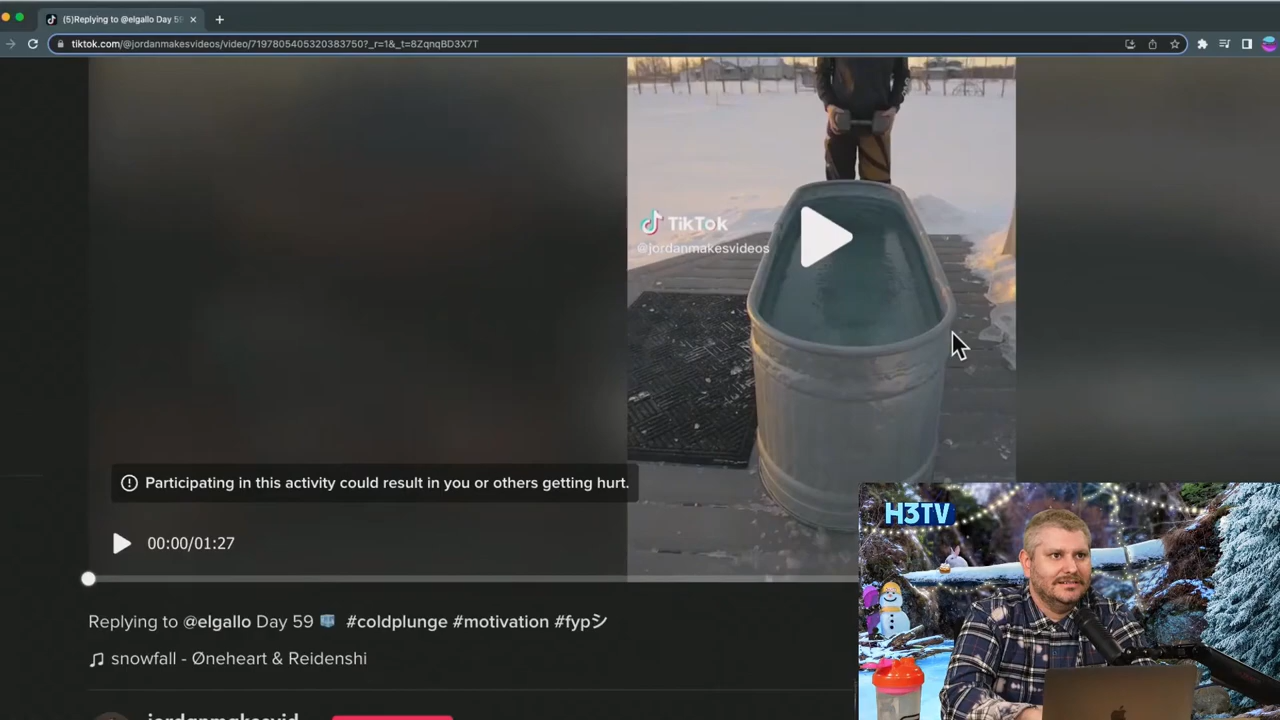 (5)Replying to @elgallo Day 59
tiktok.com/@jordanmakesvideos/video/7197805405320383750?_r=1&_t=8ZqnqBD3X7T
TikTok
@jordanmakesvideos
Participating in this activity could result in you or others getting hurt.
00:00/01:27
H3TV
Replying to @elgallo Day 59 #coldplunge #motivation #fypシ
snowfall - Øneheart & Reidenshi
jordanmakesvid